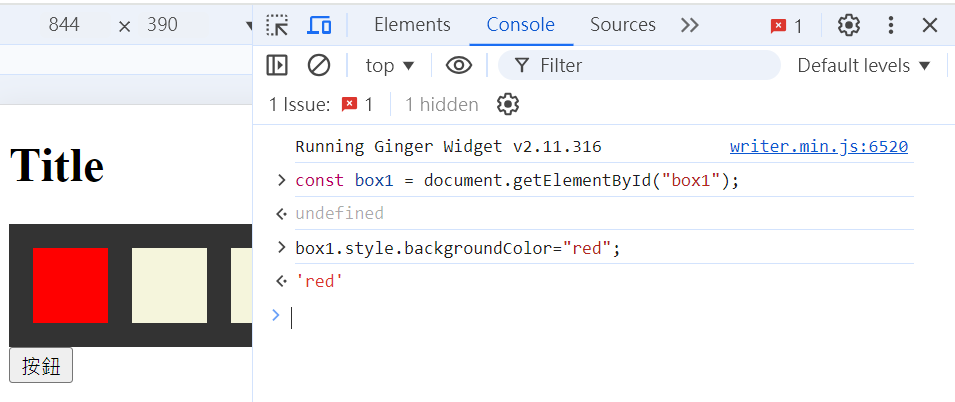 844 × 390
Elements Console Sources 1
top Filter Default levels
1 Issue: 1 1 hidden
Title
Running Ginger Widget v2.11.316 writer.min.js:6520
const box1 = document.getElementById("box1");
undefined
box1.style.backgroundColor="red";
'red'
按鈕